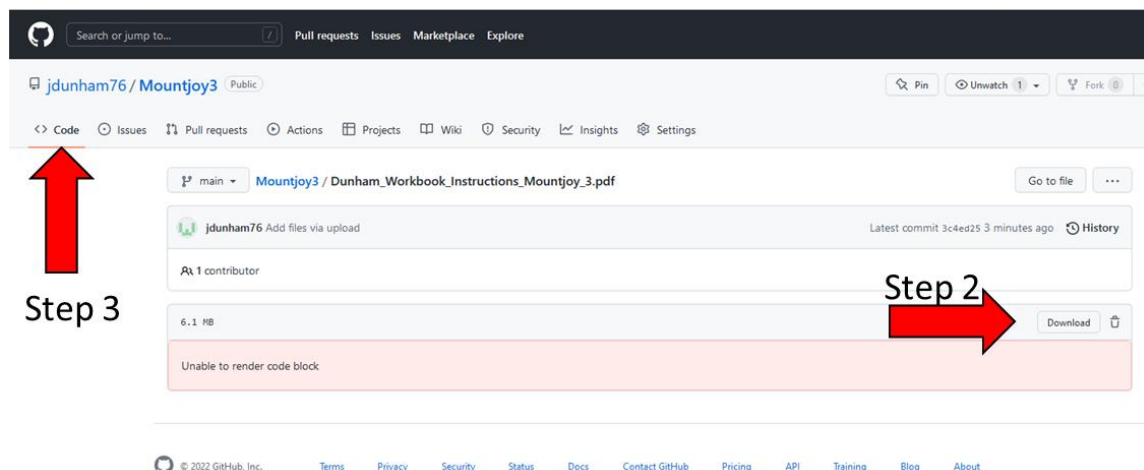 Search or jump to... / Pull requests Issues Marketplace Explore
jdunham76 / Mountjoy3 Public Pin Unwatch 1 Fork 0
Code Issues Pull requests Actions Projects Wiki Security Insights Settings
main Mountjoy3 / Dunham_Workbook_Instructions_Mountjoy_3.pdf Go to file ...
jdunham76 Add files via upload Latest commit 3c4ed25 3 minutes ago History
1 contributor
Step 3
Step 2
6.1 MB Download
Unable to render code block
© 2022 GitHub, Inc. Terms Privacy Security Status Docs Contact GitHub Pricing API Training Blog About